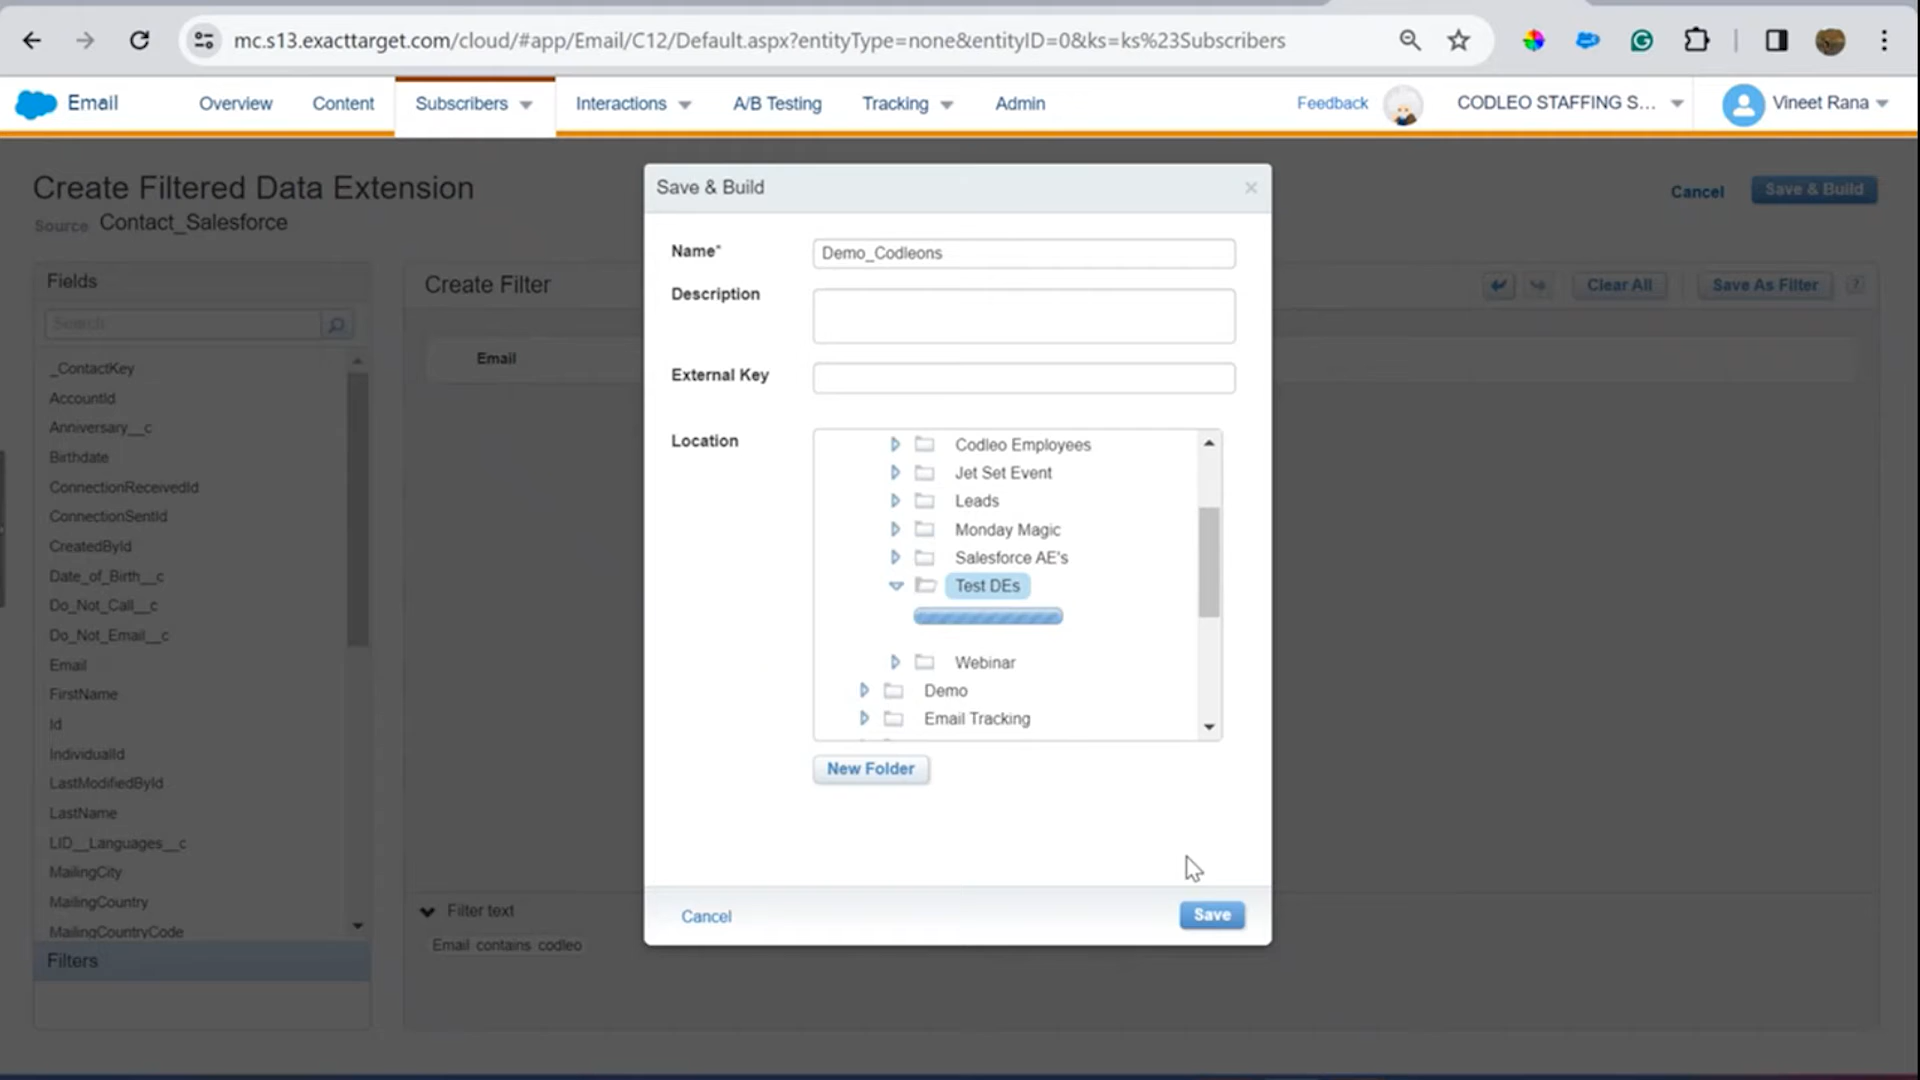 mc.s13.exacttarget.com/cloud/#app/Email/C12/Default.aspx?entityType=none&entityID=0&ks=ks%23Subscribers
Email Overview Content Subscribers Interactions A/B Testing Tracking Admin Feedback CODLEO STAFFING S... Vineet Rana
Create Filtered Data Extension
Source Contact_Salesforce
Cancel Save & Build
Fields
Search
_ContactKey
AccountId
Anniversary__c
Birthdate
ConnectionReceivedId
ConnectionSentId
CreatedById
Date_of_Birth__c
Do_Not_Call__c
Do_Not_Email__c
Email
FirstName
Id
IndividualId
LastModifiedById
LastName
LID__Languages__c
MailingCity
MailingCountry
MailingCountryCode
Filters
Create Filter
Clear All Save As Filter ?
Email
Filter text
Email contains codleo
Save & Build
Name* Demo_Codleons
Description
External Key
Location
Codleo Employees
Jet Set Event
Leads
Monday Magic
Salesforce AE's
Test DEs
Webinar
Demo
Email Tracking
New Folder
Cancel Save